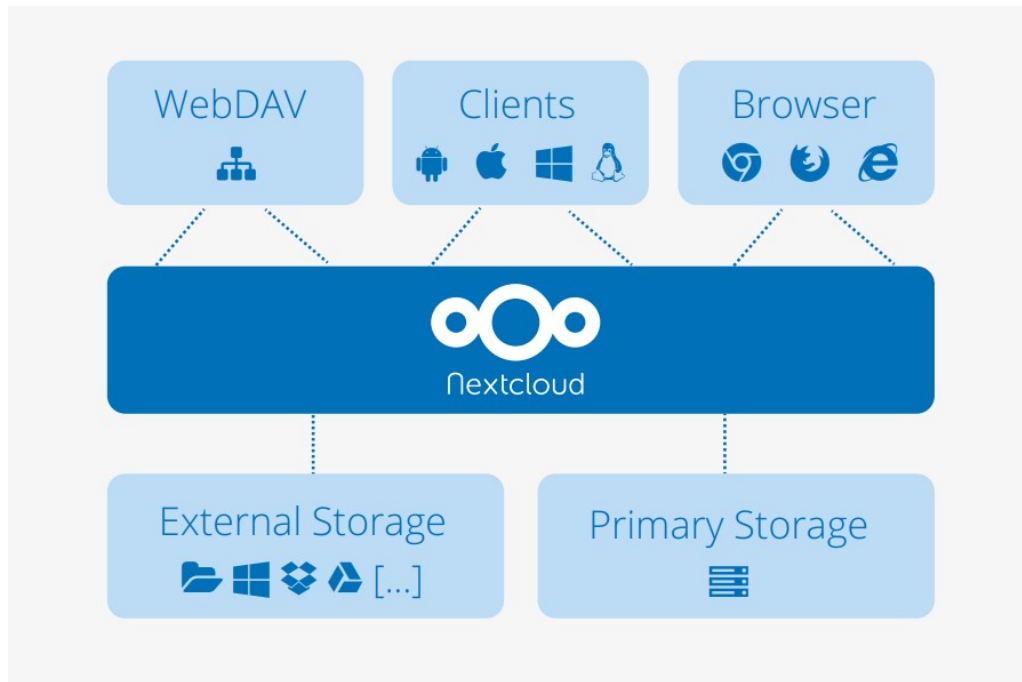 WebDAV
Clients
Browser
Nextcloud
External Storage
[...]
Primary Storage